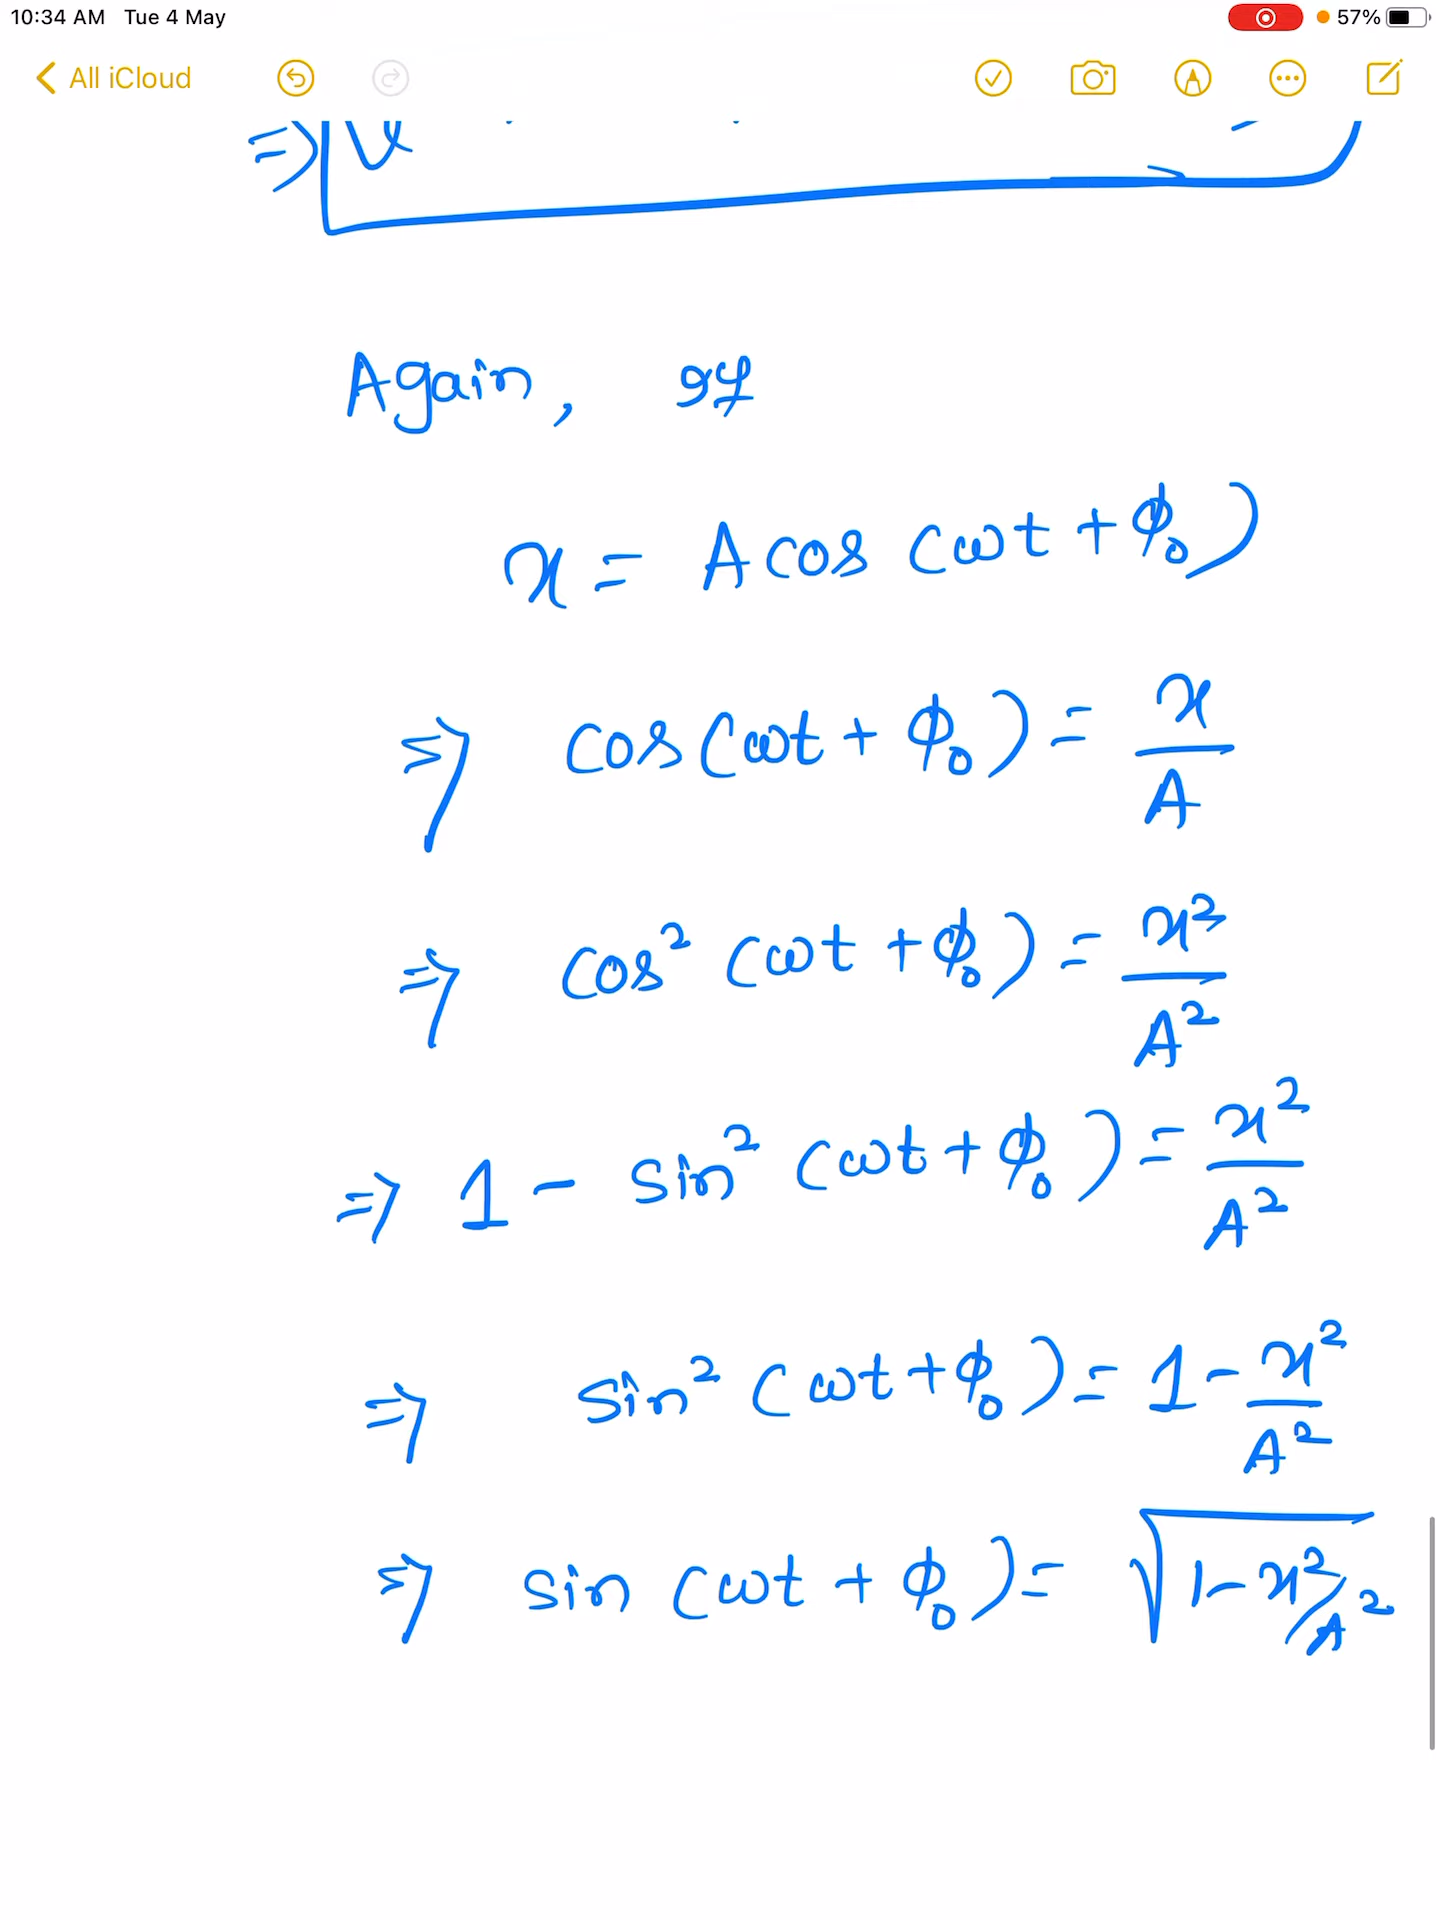 10:34 AM Tue 4 May 57%
All iCloud
⇒
Again, If
x = A cos (ωt + ϕ₀)
⇒ cos (ωt + ϕ₀) = x/A
⇒ cos² (ωt + ϕ₀) = x²/A²
⇒ 1 - sin² (ωt + ϕ₀) = x²/A²
⇒ sin² (ωt + ϕ₀) = 1 - x²/A²
⇒ sin (ωt + ϕ₀) = √(1 - x²/A²)